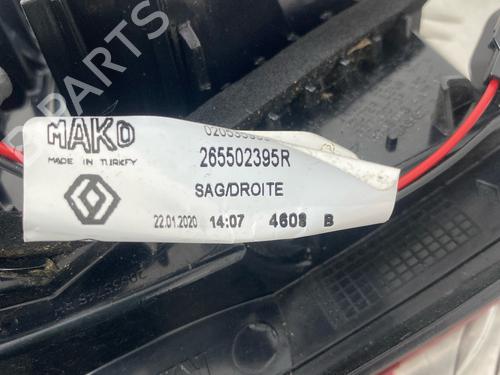 MAKO
MADE IN TURKEY
265502395R
SAG/DROITE
22.01.2020 14:07 4608 B
B-PARTS